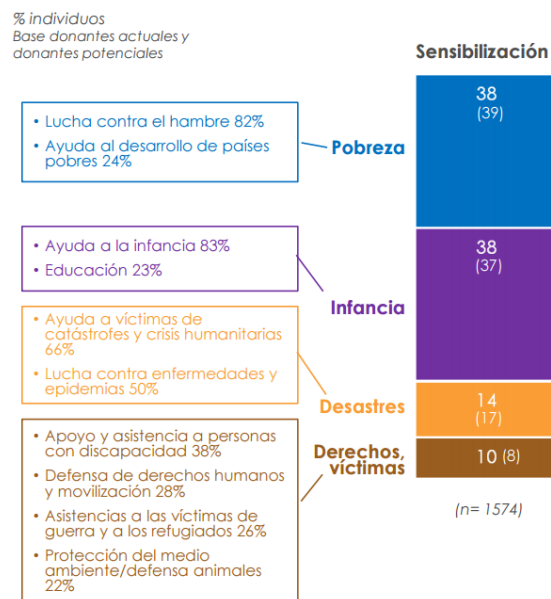 % individuos
Base donantes actuales y
donantes potenciales
Sensibilización
• Lucha contra el hambre 82%
• Ayuda al desarrollo de países
pobres 24%
Pobreza
38
(39)
• Ayuda a la infancia 83%
• Educación 23%
Infancia
38
(37)
• Ayuda a víctimas de
catástrofes y crisis humanitarias
66%
• Lucha contra enfermedades y
epidemias 50%
Desastres
14
(17)
• Apoyo y asistencia a personas
con discapacidad 38%
• Defensa de derechos humanos
y movilización 28%
• Asistencias a las víctimas de
guerra y a los refugiados 26%
• Protección del medio
ambiente/defensa animales
22%
Derechos,
víctimas
10 (8)
(n= 1574)